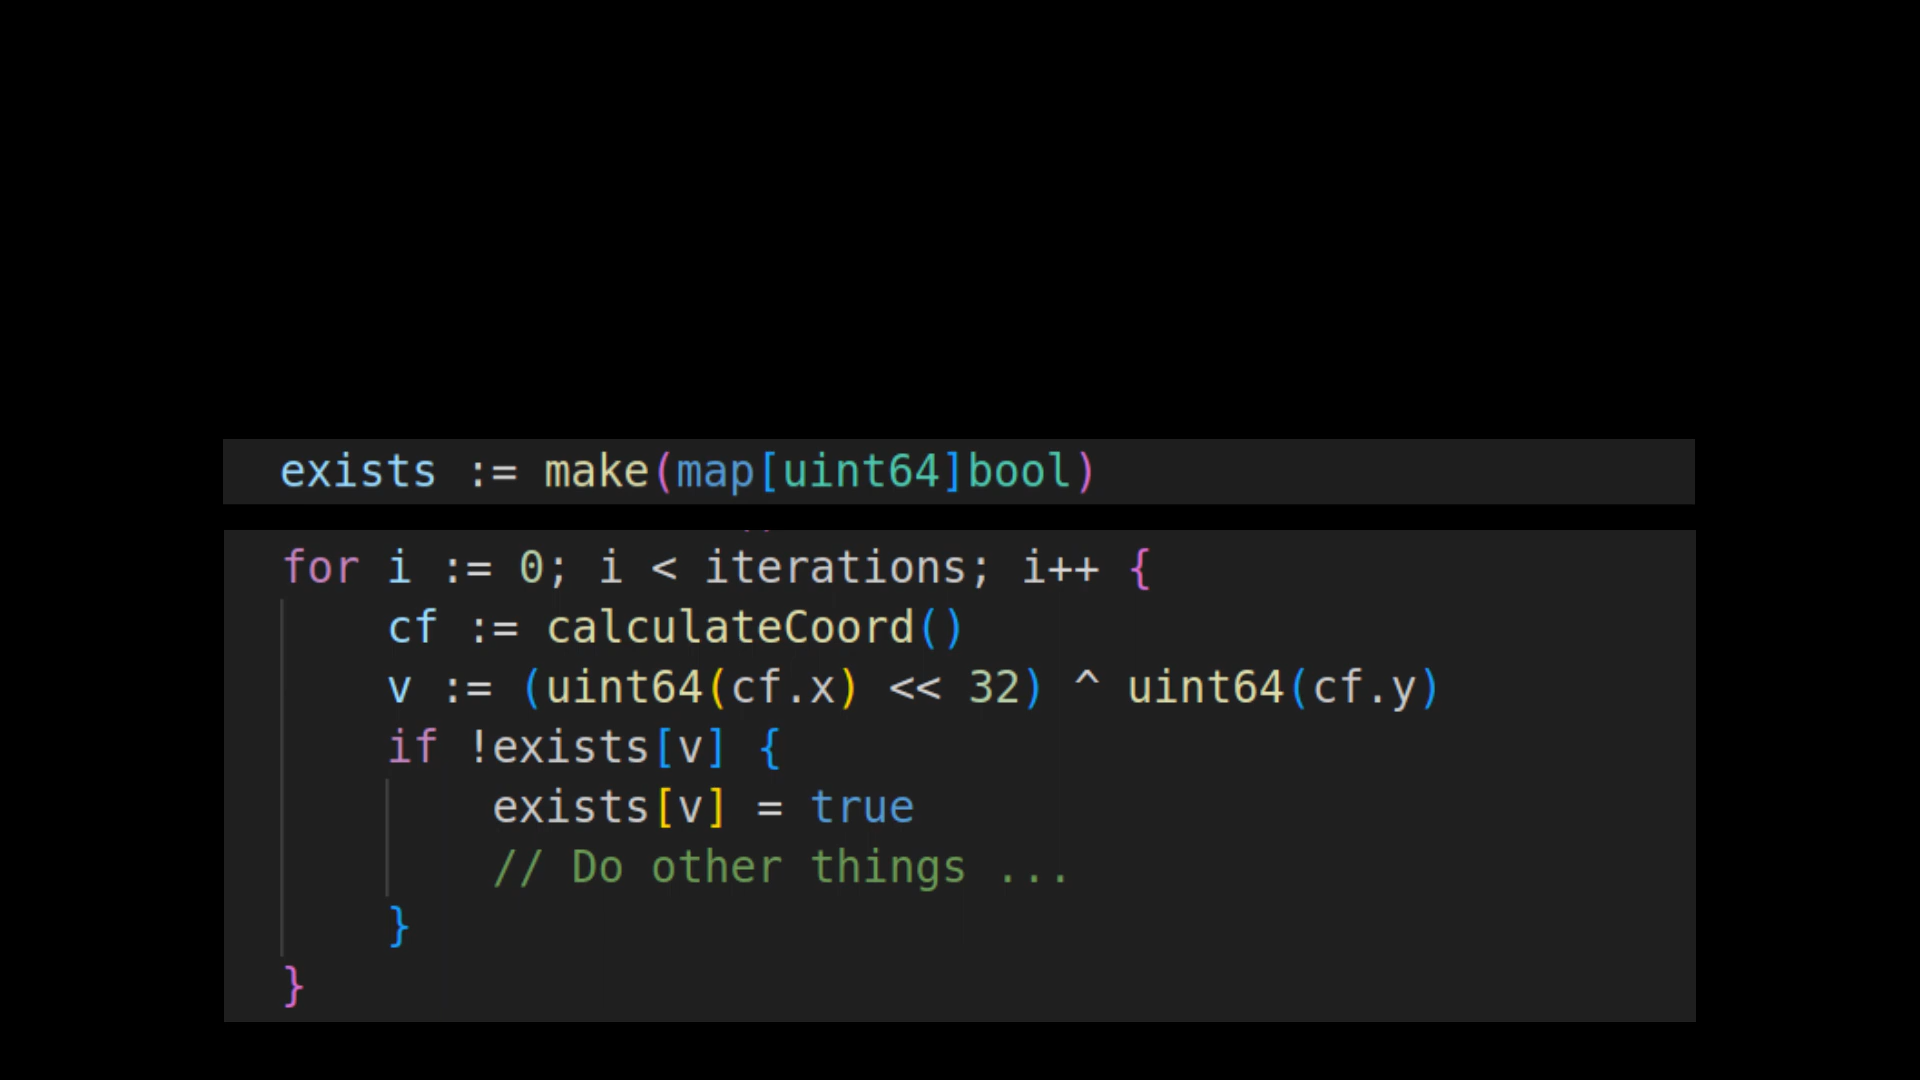 exists := make(map[uint64]bool)
for i := 0; i < iterations; i++ {
cf := calculateCoord()
v := (uint64(cf.x) << 32) ^ uint64(cf.y)
if !exists[v] {
exists[v] = true
// Do other things ...
}
}